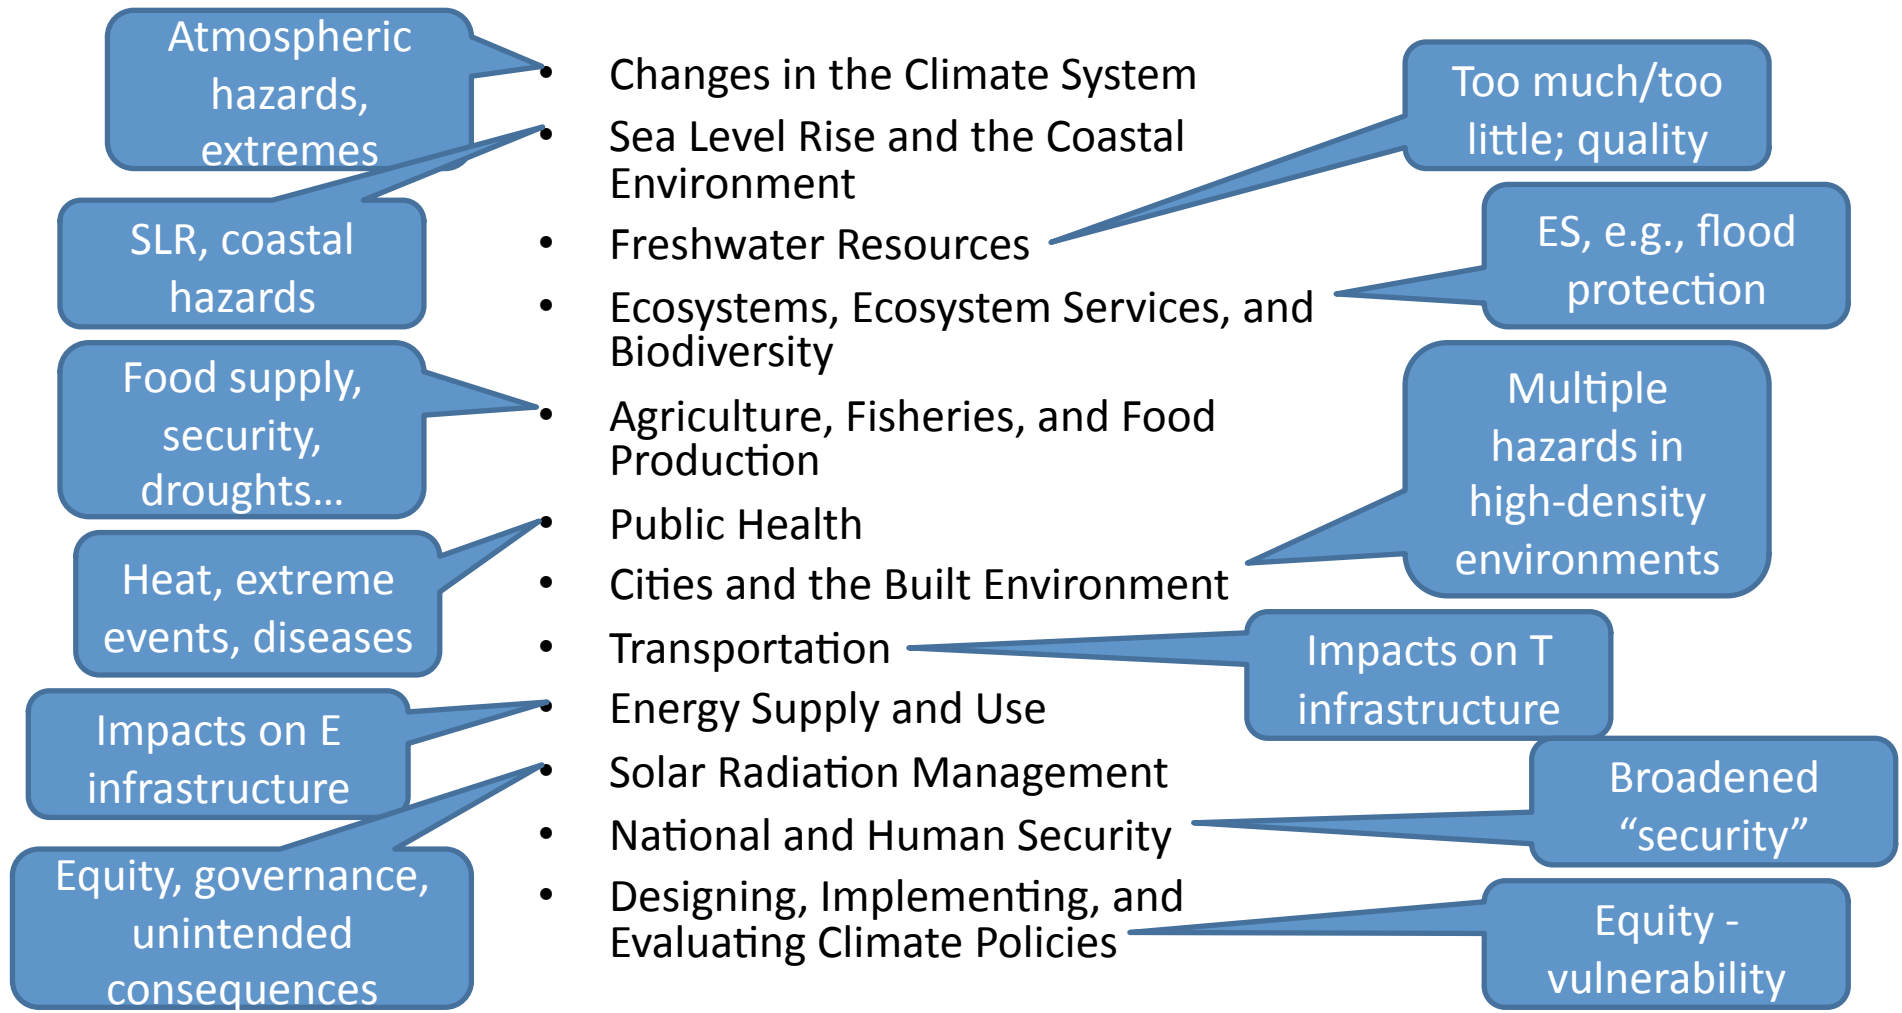 Atmospheric
hazards,
extremes
SLR, coastal
hazards
Food supply,
security,
droughts...
Heat, extreme
events, diseases
Impacts on E
infrastructure
Equity, governance,
unintended
consequences
• Changes in the Climate System
• Sea Level Rise and the Coastal
Environment
• Freshwater Resources
• Ecosystems, Ecosystem Services, and
Biodiversity
• Agriculture, Fisheries, and Food
Production
• Public Health
• Cities and the Built Environment
• Transportation
• Energy Supply and Use
• Solar Radiation Management
• National and Human Security
• Designing, Implementing, and
Evaluating Climate Policies
Too much/too
little; quality
ES, e.g., flood
protection
Multiple
hazards in
high-density
environments
Impacts on T
infrastructure
Broadened
“security”
Equity -
vulnerability